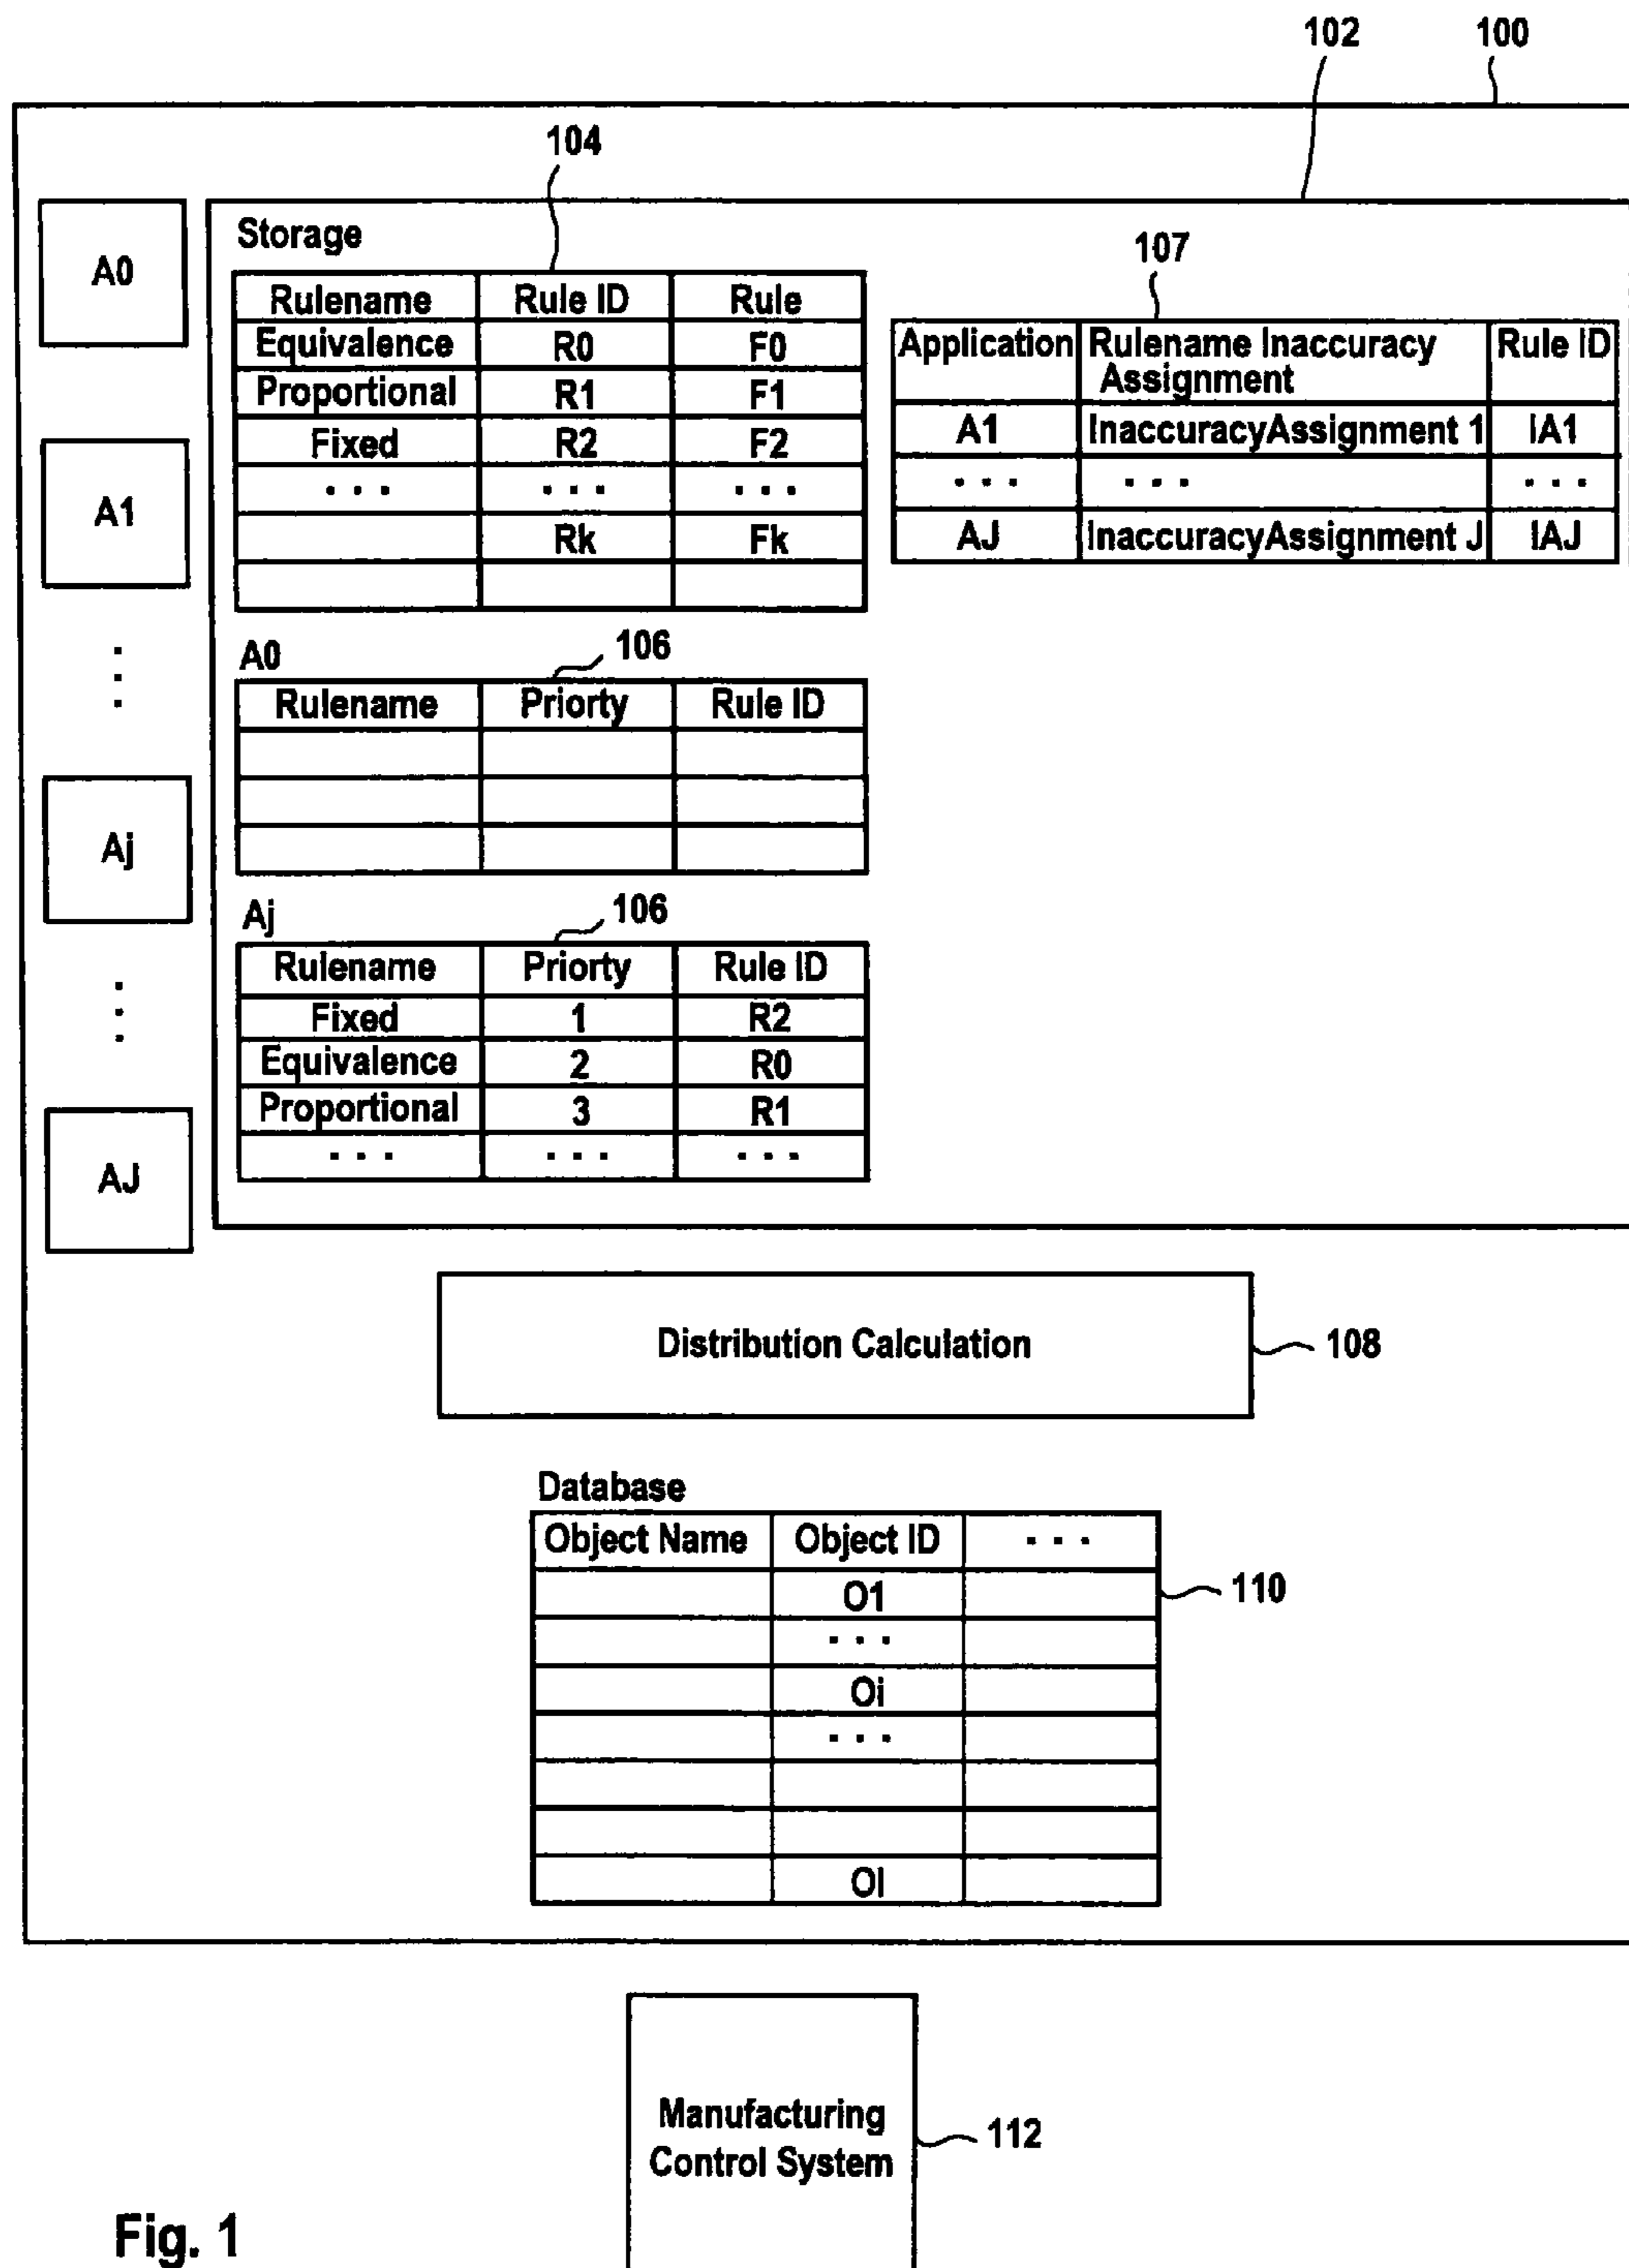 102 100
104
Storage
107
A0
Rulename Rule ID Rule
Equivalence R0 F0
Proportional R1 F1
Fixed R2 F2
... ... ...
Rk Fk
Application Rulename Inaccuracy Assignment Rule ID
A1 InaccuracyAssignment 1 IA1
... ... ...
AJ InaccuracyAssignment J IAJ
A1
A0 106
Rulename Priorty Rule ID
Aj
Aj 106
Rulename Priorty Rule ID
Fixed 1 R2
Equivalence 2 R0
Proportional 3 R1
... ... ...
AJ
Distribution Calculation 108
Database
Object Name Object ID ...
O1 110
...
Oi
...
OI
Manufacturing
Control System 112
Fig. 1